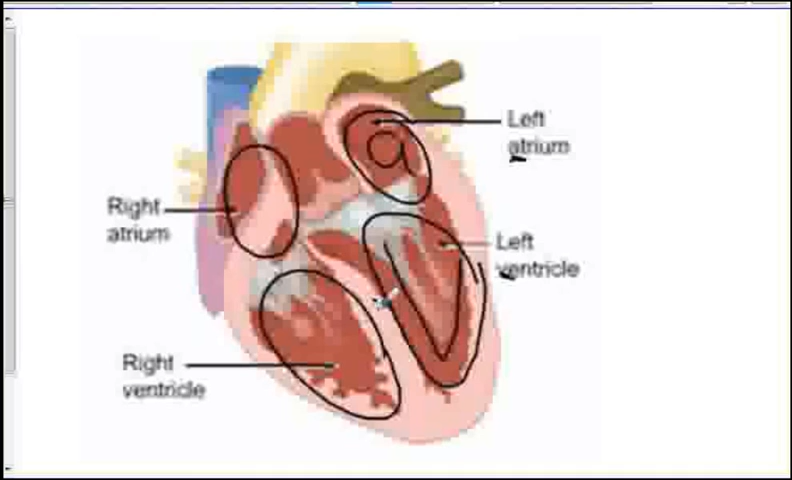 Left
atrium
Right
atrium
Left
ventricle
Right
ventricle